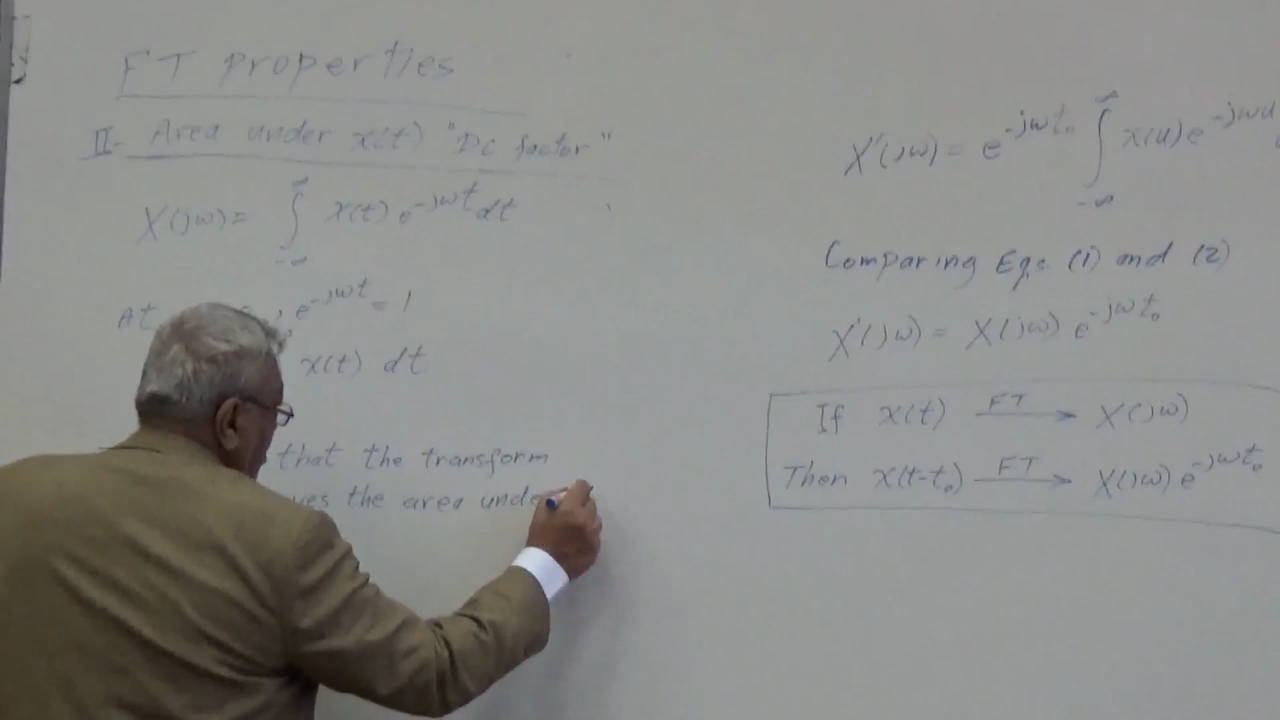 FT properties
II- Area under x(t) "DC factor"
X(jω) = ∫_{-∞}^{∞} x(t) e^{-jωt} dt
At , e^{-jωt} = 1
x(t) dt
that the transform
the area unde
X'(jω) = e^{-jωt₀} ∫_{-∞}^{∞} x(u) e^{-jωu}
Comparing Eqs (1) and (2)
X'(jω) = X(jω) e^{-jωt₀}
If x(t) FT→ X(jω)
Then x(t-t₀) FT→ X(jω) e^{-jωt₀}